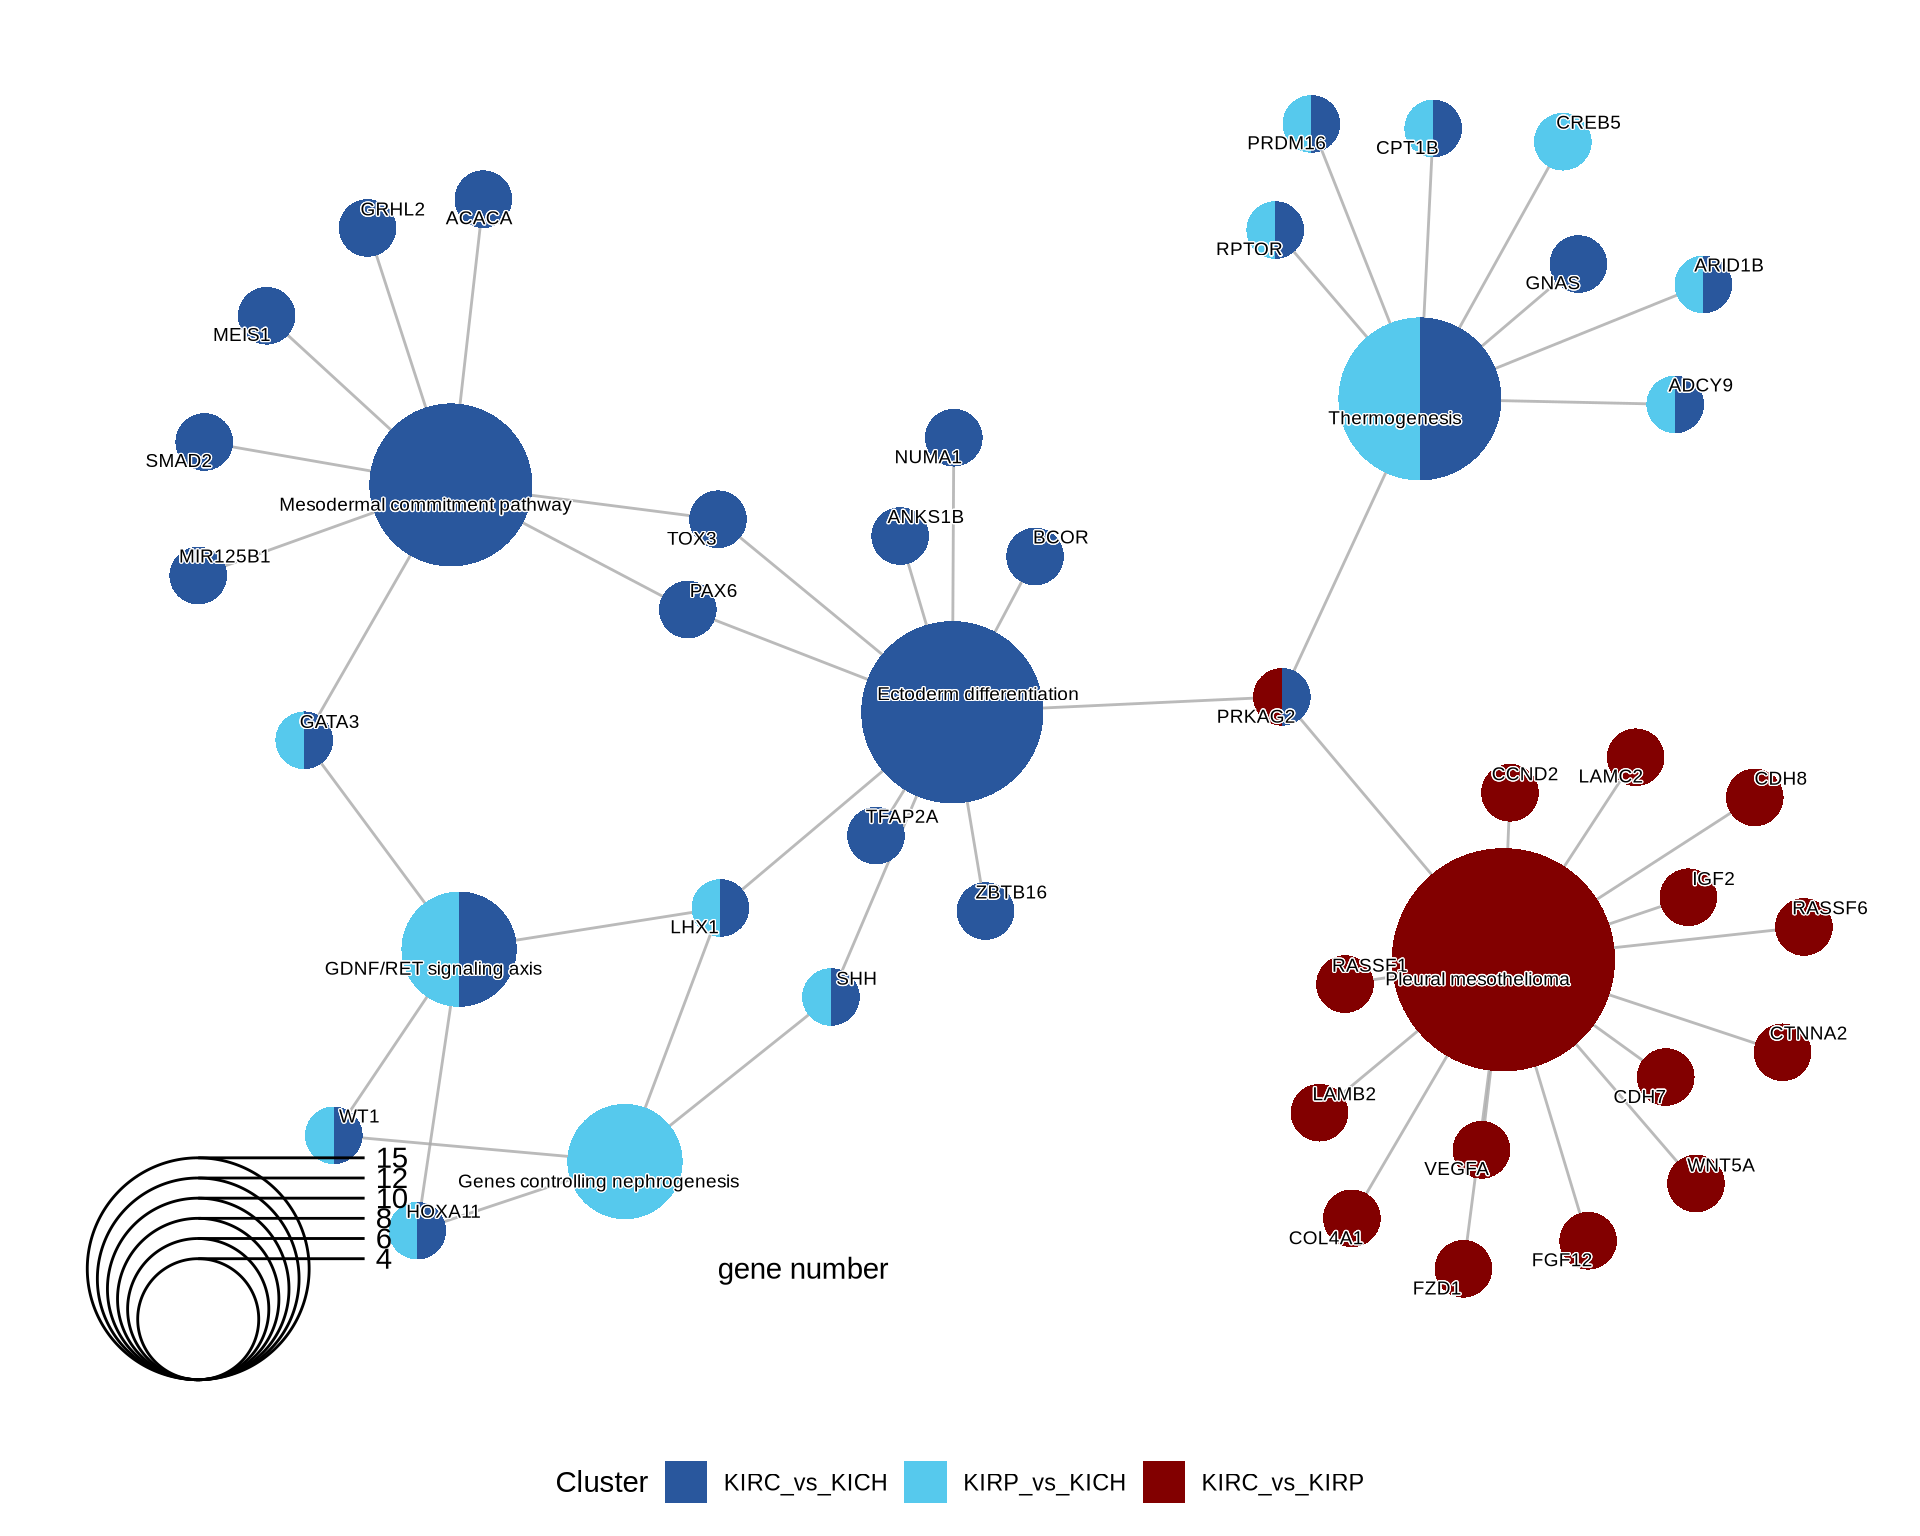 CREB5
PRDM16
CPT1B
GRHL2
ACACA
RPTOR
ARID1B
GNAS
MEIS1
ADCY9
Thermogenesis
NUMA1
SMAD2
Mesodermal commitment pathway
ANKS1B
TOX3
BCOR
MIR125B1
PAX6
Ectoderm differentiation
PRKAG2
GATA3
CCND2
LAMC2
CDH8
TFAP2A
IGF2
ZBTB16
RASSF6
LHX1
GDNF/RET signaling axis
RASSF1
SHH
Pleural mesothelioma
CTNNA2
LAMB2
CDH7
WT1
15
VEGFA
WNT5A
12
Genes controlling nephrogenesis
10
HOXA11
8
COL4A1
6
4
FGF12
gene number
FZD1
Cluster KIRC_vs_KICH KIRP_vs_KICH KIRC_vs_KIRP